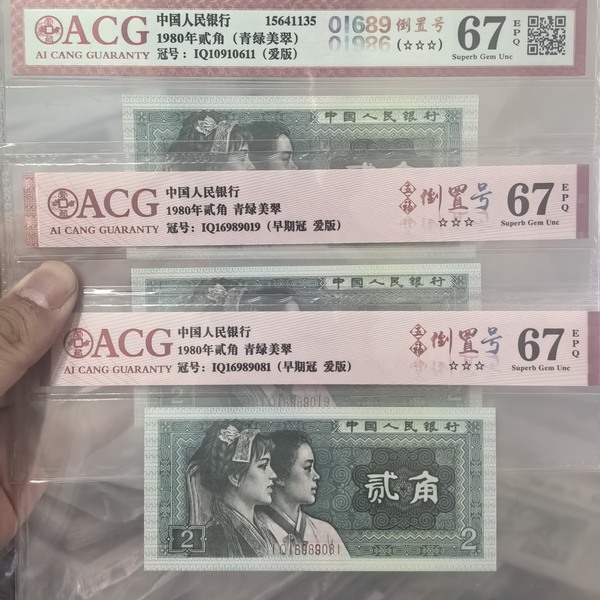 ACG
AI CANG GUARANTY
中国人民银行 15641135
1980年贰角（青绿美翠）
冠号：IQ10910611（爱版）
01689 倒置号
01986（☆☆☆）
67 EPQ
Superb Gem Unc
中国人民银行
ACG
AI CANG GUARANTY
中国人民银行
1980年贰角 青绿美翠
冠号：IQ16989019（早期冠 爱版）
五福 倒置号
☆☆☆
67 EPQ
Superb Gem Unc
中国人民银行
ACG
AI CANG GUARANTY
中国人民银行
1980年贰角 青绿美翠
冠号：IQ16989081（早期冠 爱版）
五福 倒置号
☆☆☆
67 EPQ
Superb Gem Unc
中国人民银行
贰角
2
IQ16989081
2